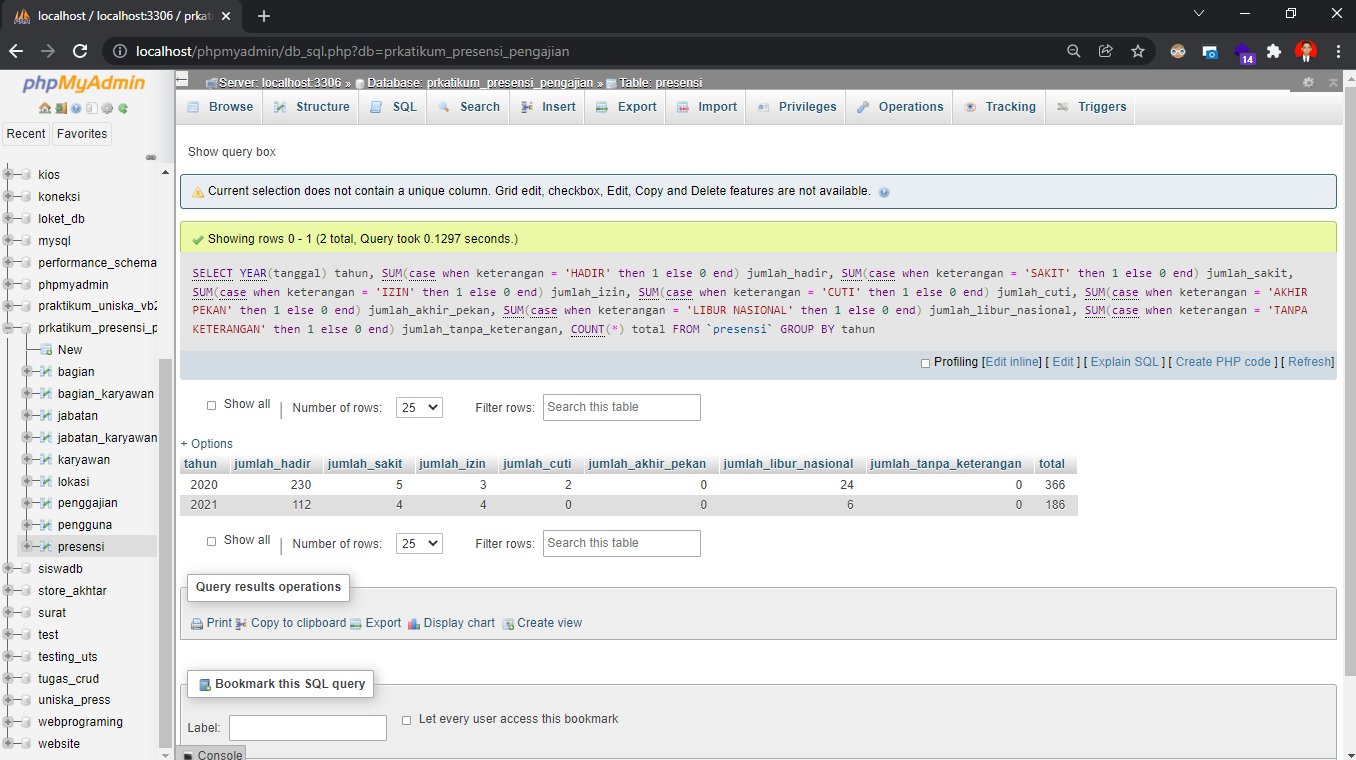 localhost / localhost:3306 / prkati
localhost/phpmyadmin/db_sql.php?db=prkatikum_presensi_pengajian
14
phpMyAdmin
Recent Favorites
kios
koneksi
loket_db
mysql
performance_schema
phpmyadmin
praktikum_uniska_vb2
prkatikum_presensi_p
New
bagian
bagian_karyawan
jabatan
jabatan_karyawan
karyawan
lokasi
penggajian
pengguna
presensi
siswadb
store_akhtar
surat
test
testing_uts
tugas_crud
uniska_press
webprograming
website
Server: localhost:3306 » Database: prkatikum_presensi_pengajian » Table: presensi
Browse Structure SQL Search Insert Export Import Privileges Operations Tracking Triggers
Show query box
Current selection does not contain a unique column. Grid edit, checkbox, Edit, Copy and Delete features are not available.
Showing rows 0 - 1 (2 total, Query took 0.1297 seconds.)
SELECT YEAR(tanggal) tahun, SUM(case when keterangan = 'HADIR' then 1 else 0 end) jumlah_hadir, SUM(case when keterangan = 'SAKIT' then 1 else 0 end) jumlah_sakit,
SUM(case when keterangan = 'IZIN' then 1 else 0 end) jumlah_izin, SUM(case when keterangan = 'CUTI' then 1 else 0 end) jumlah_cuti, SUM(case when keterangan = 'AKHIR
PEKAN' then 1 else 0 end) jumlah_akhir_pekan, SUM(case when keterangan = 'LIBUR NASIONAL' then 1 else 0 end) jumlah_libur_nasional, SUM(case when keterangan = 'TANPA
KETERANGAN' then 1 else 0 end) jumlah_tanpa_keterangan, COUNT(*) total FROM `presensi` GROUP BY tahun
Profiling [Edit inline] [ Edit ] [ Explain SQL ] [ Create PHP code ] [ Refresh]
Show all | Number of rows: 25 Filter rows: Search this table
+ Options
tahun jumlah_hadir jumlah_sakit jumlah_izin jumlah_cuti jumlah_akhir_pekan jumlah_libur_nasional jumlah_tanpa_keterangan total
2020 230 5 3 2 0 24 0 366
2021 112 4 4 0 0 6 0 186
Show all | Number of rows: 25 Filter rows: Search this table
Query results operations
Print Copy to clipboard Export Display chart Create view
Bookmark this SQL query
Label: Let every user access this bookmark
Console